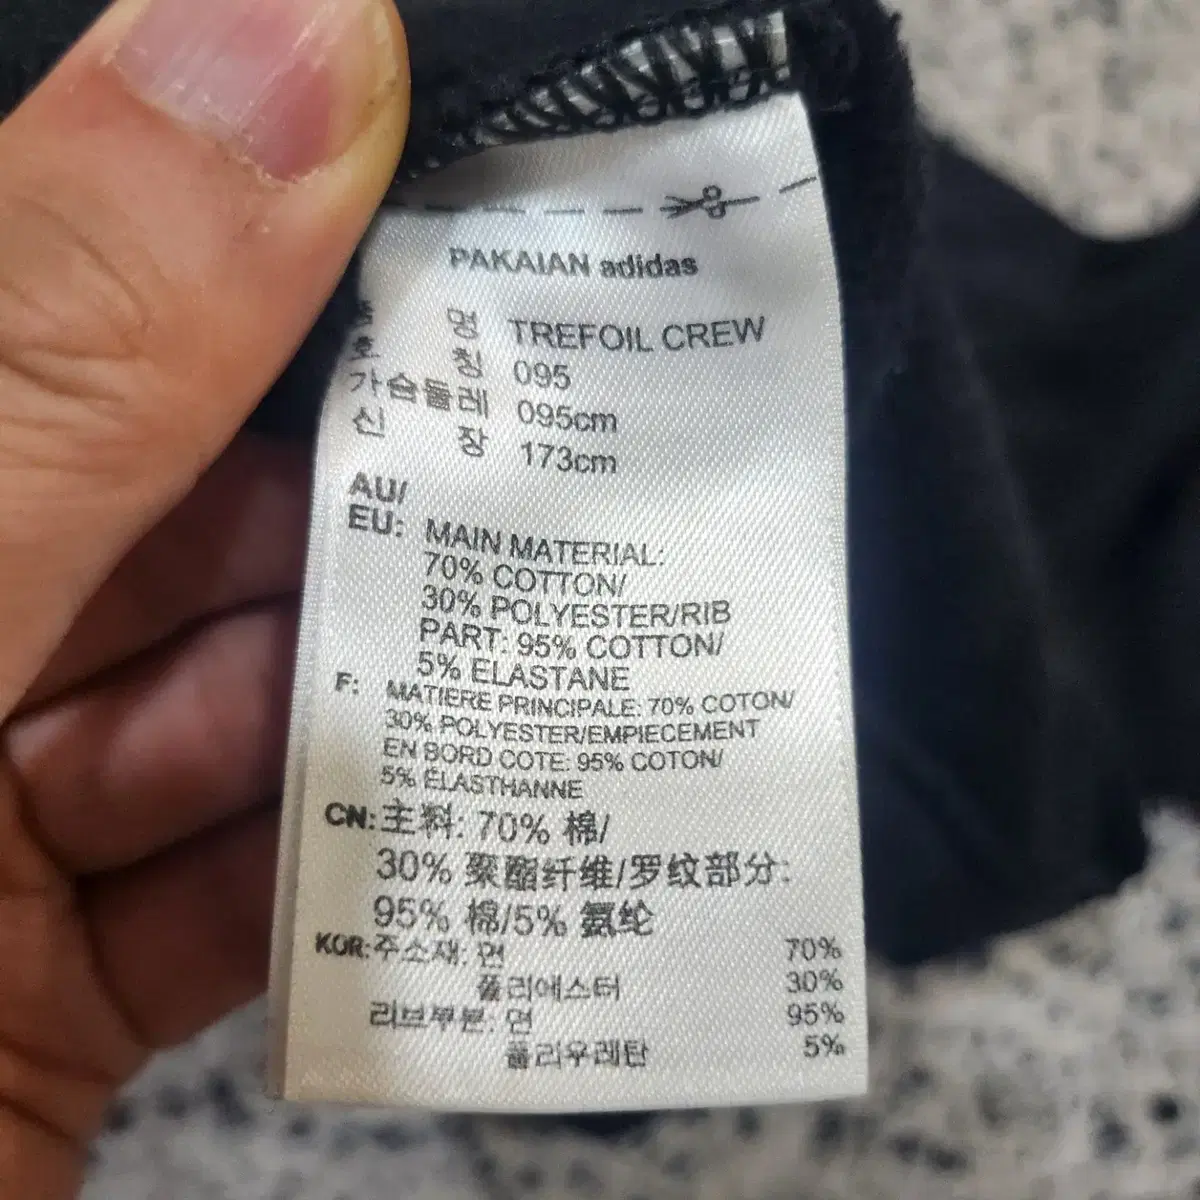 PAKAIAN adidas
품 명 TREFOIL CREW
호 칭 095
가슴둘레 095cm
신 장 173cm
AU/
EU: MAIN MATERIAL:
70% COTTON/
30% POLYESTER/RIB
PART: 95% COTTON/
5% ELASTANE
F: MATIERE PRINCIPALE: 70% COTON/
30% POLYESTER/EMPIECEMENT
EN BORD COTE: 95% COTON/
5% ÉLASTHANNE
CN: 主料: 70% 棉/
30% 聚酯纤维/罗纹部分:
95% 棉/5% 氨纶
KOR: 주소재: 면 70%
폴리에스터 30%
리브부분: 면 95%
폴리우레탄 5%